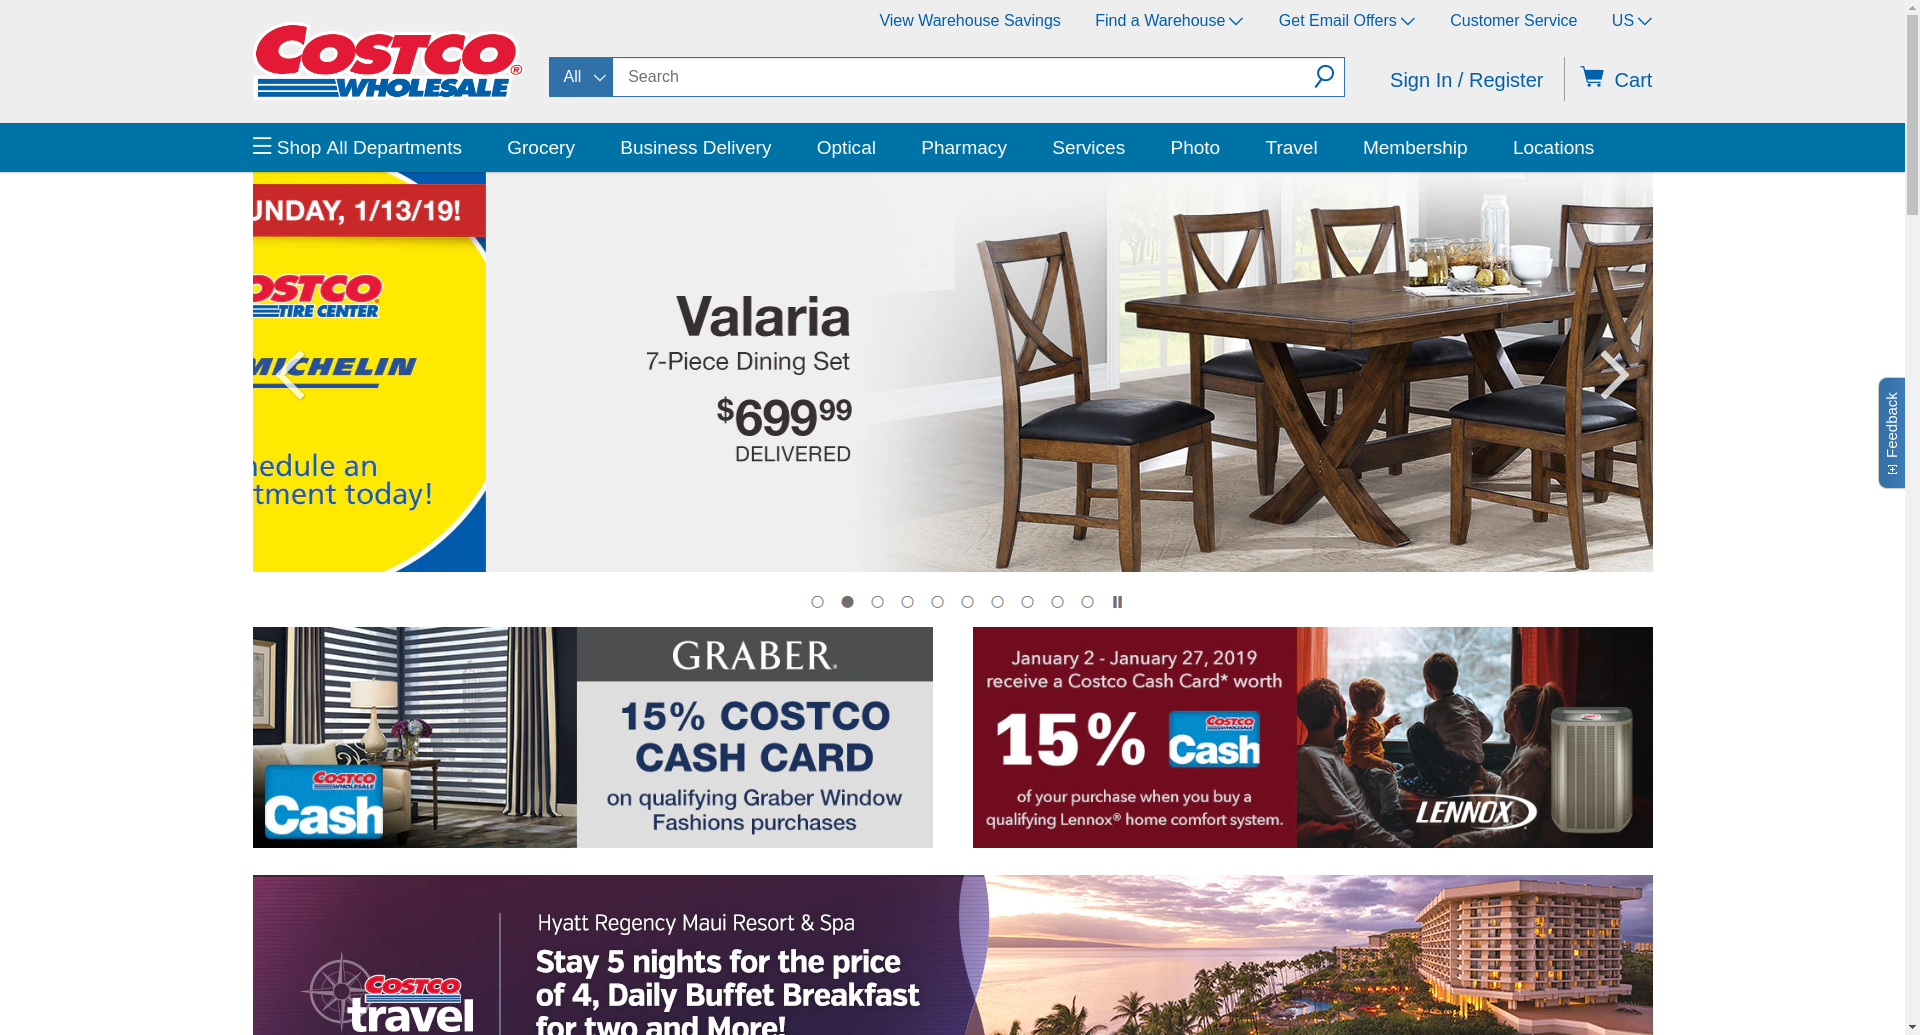 View Warehouse Savings
Find a Warehouse
Get Email Offers
Customer Service
US
COSTCO
WHOLESALE
All
Search
Sign In / Register
Cart
Shop All Departments
Grocery
Business Delivery
Optical
Pharmacy
Services
Photo
Travel
Membership
Locations
UNDAY, 1/13/19!
OSTCO
TIRE CENTER
MICHELIN
hedule an
tment today!
Valaria
7-Piece Dining Set
$699 99
DELIVERED
[+] Feedback
COSTCO
WHOLESALE
Cash
GRABER
15% COSTCO
CASH CARD
on qualifying Graber Window
Fashions purchases
January 2 - January 27, 2019
receive a Costco Cash Card* worth
15%
COSTCO
WHOLESALE
Cash
of your purchase when you buy a
qualifying Lennox® home comfort system.
LENNOX
COSTCO
WHOLESALE
travel
Hyatt Regency Maui Resort & Spa
Stay 5 nights for the price
of 4, Daily Buffet Breakfast
for two and More!